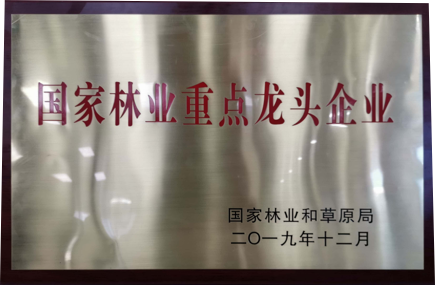 国家林业重点龙头企业
国家林业和草原局
二〇一九年十二月